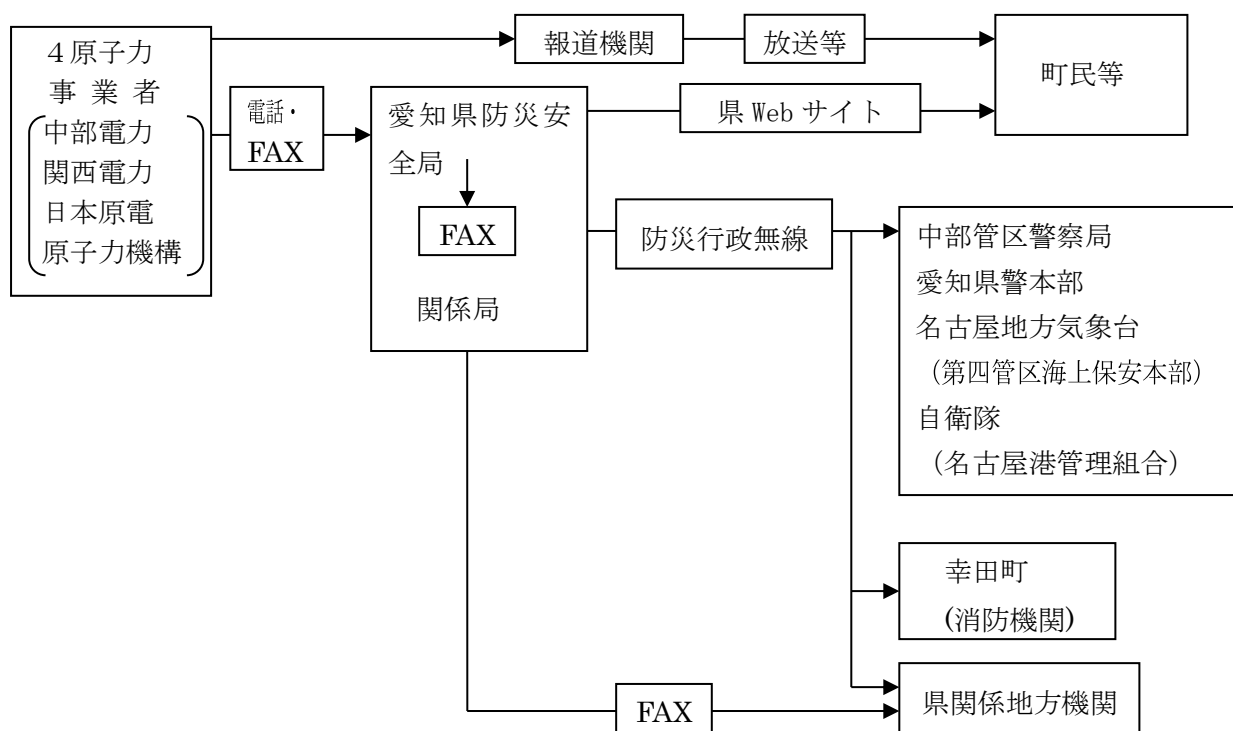 ４原子力
事業者
中部電力
関西電力
日本原電
原子力機構
電話・
FAX
愛知県防災安
全局
FAX
関係局
報道機関
放送等
町民等
県Webサイト
防災行政無線
中部管区警察局
愛知県警本部
名古屋地方気象台
（第四管区海上保安本部）
自衛隊
（名古屋港管理組合）
幸田町
(消防機関)
FAX
県関係地方機関